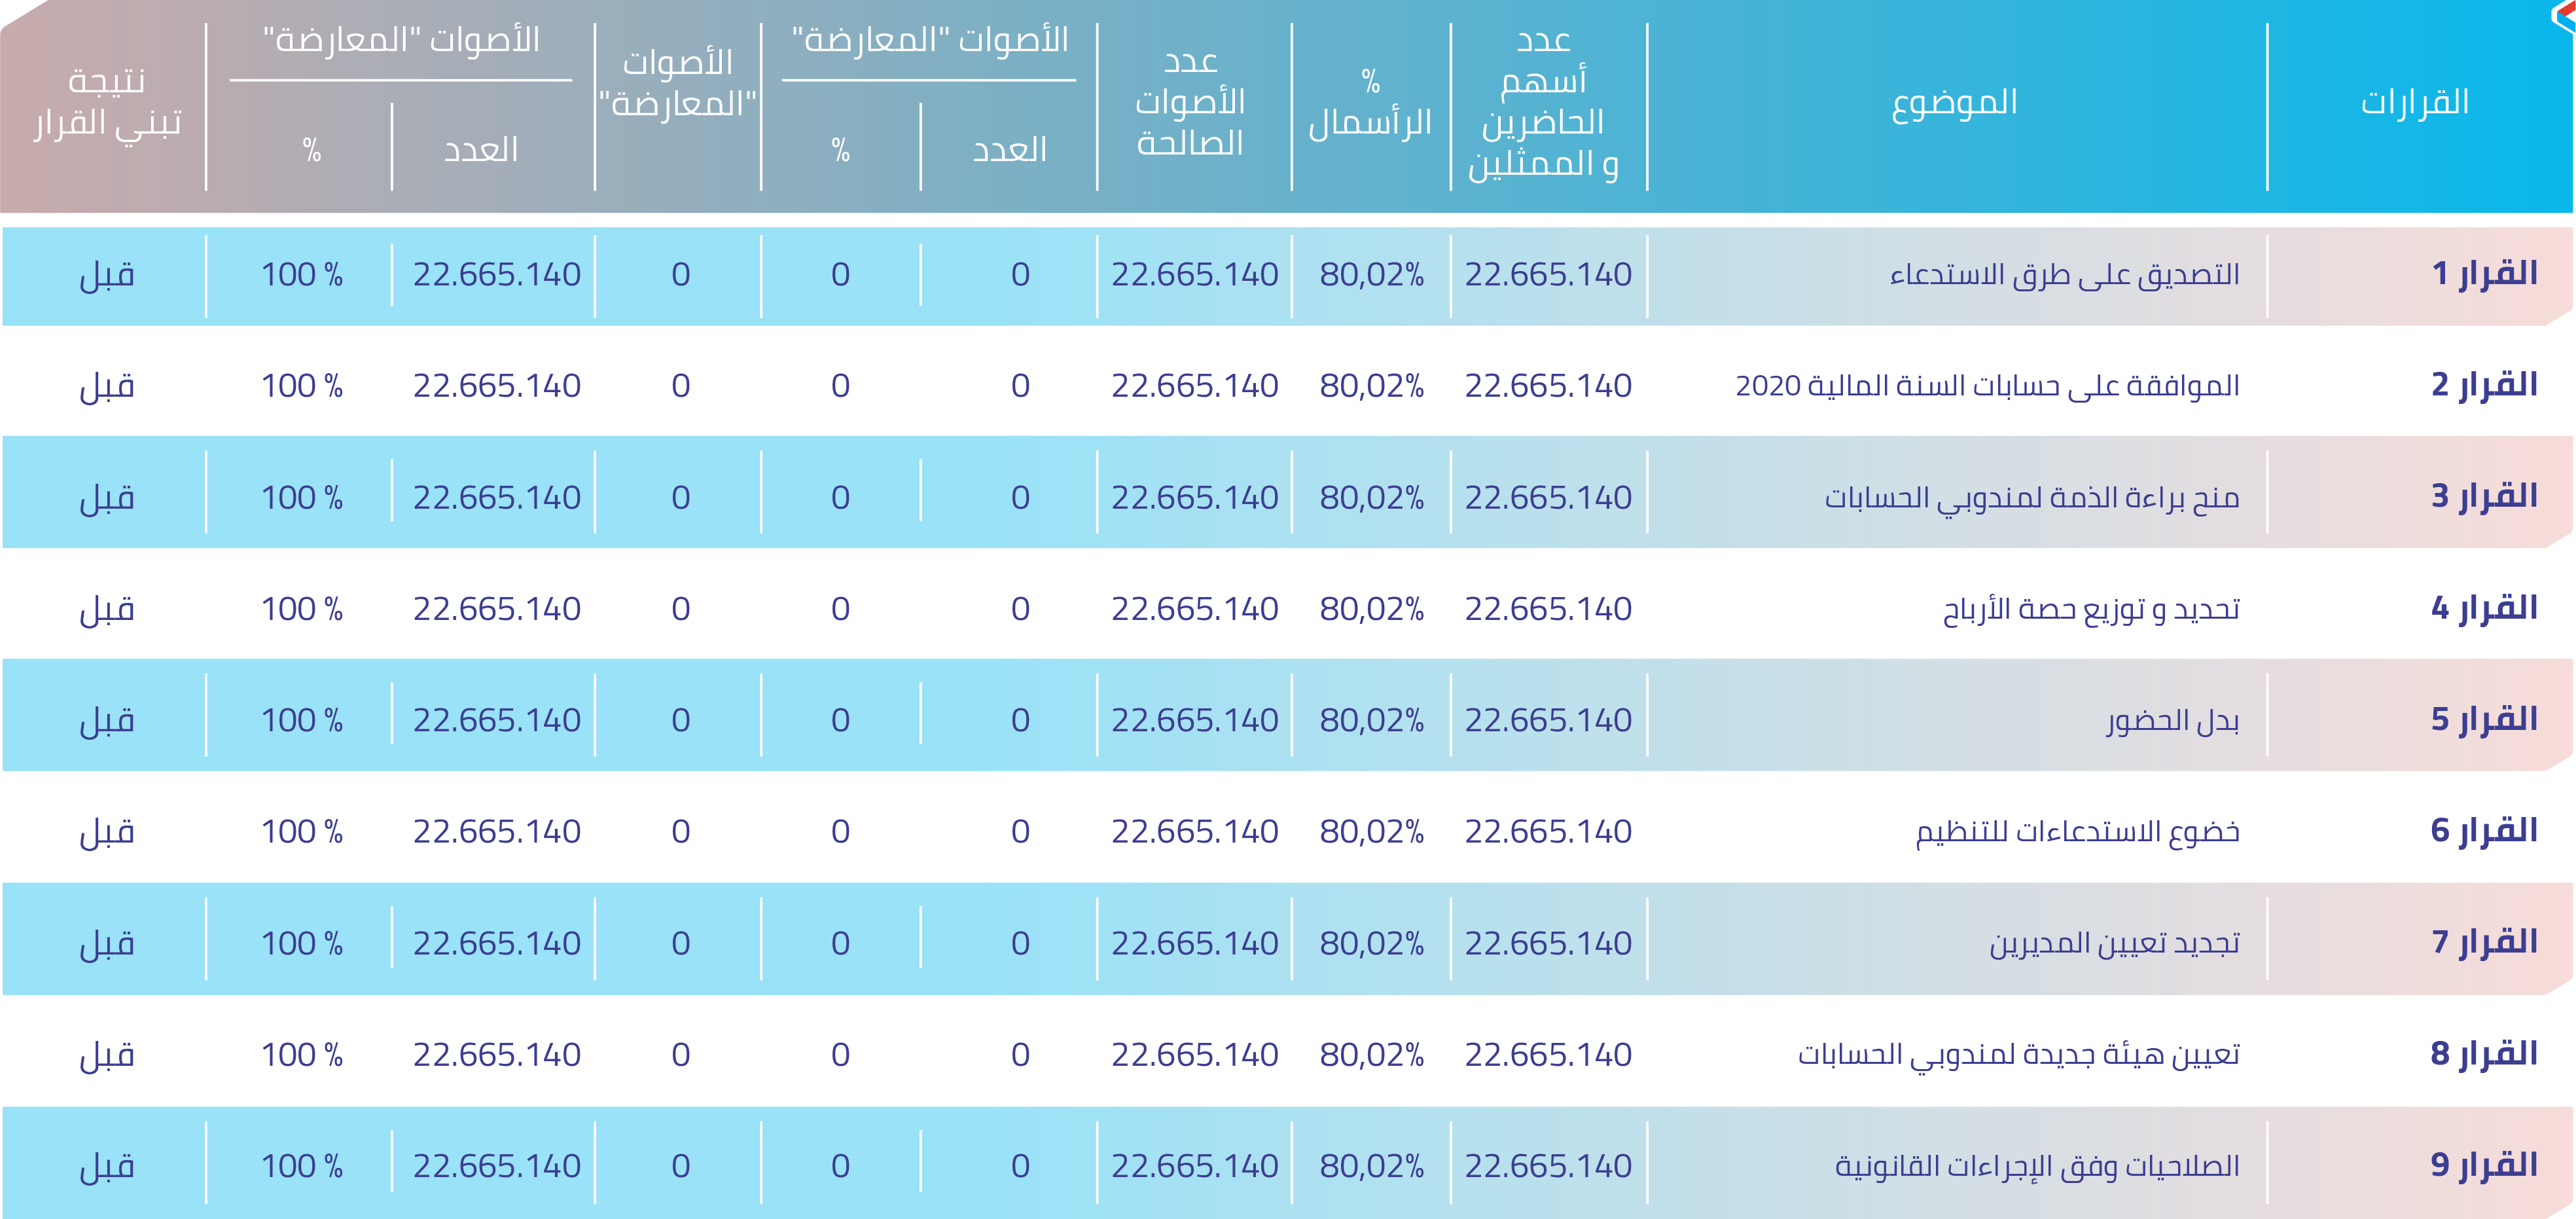 القرارات
الموضوع
عدد
أسهم
الحاضرين
و الممثلين
%
الرأسمال
عدد
الأصوات
الصالحة
الأصوات "المعارضة"
العدد
%
الأصوات
"المعارضة"
الأصوات "المعارضة"
العدد
%
نتيجة
تبني القرار
القرار 1 التصديق على طرق الاستدعاء 22.665.140 80,02% 22.665.140 0 0 0 22.665.140 100 % قبل
القرار 2 الموافقة على حسابات السنة المالية 2020 22.665.140 80,02% 22.665.140 0 0 0 22.665.140 100 % قبل
القرار 3 منح براءة الذمة لمندوبي الحسابات 22.665.140 80,02% 22.665.140 0 0 0 22.665.140 100 % قبل
القرار 4 تحديد و توزيع حصة الأرباح 22.665.140 80,02% 22.665.140 0 0 0 22.665.140 100 % قبل
القرار 5 بدل الحضور 22.665.140 80,02% 22.665.140 0 0 0 22.665.140 100 % قبل
القرار 6 خضوع الاستدعاءات للتنظيم 22.665.140 80,02% 22.665.140 0 0 0 22.665.140 100 % قبل
القرار 7 تجديد تعيين المديرين 22.665.140 80,02% 22.665.140 0 0 0 22.665.140 100 % قبل
القرار 8 تعيين هيئة جديدة لمندوبي الحسابات 22.665.140 80,02% 22.665.140 0 0 0 22.665.140 100 % قبل
القرار 9 الصلاحيات وفق الإجراءات القانونية 22.665.140 80,02% 22.665.140 0 0 0 22.665.140 100 % قبل